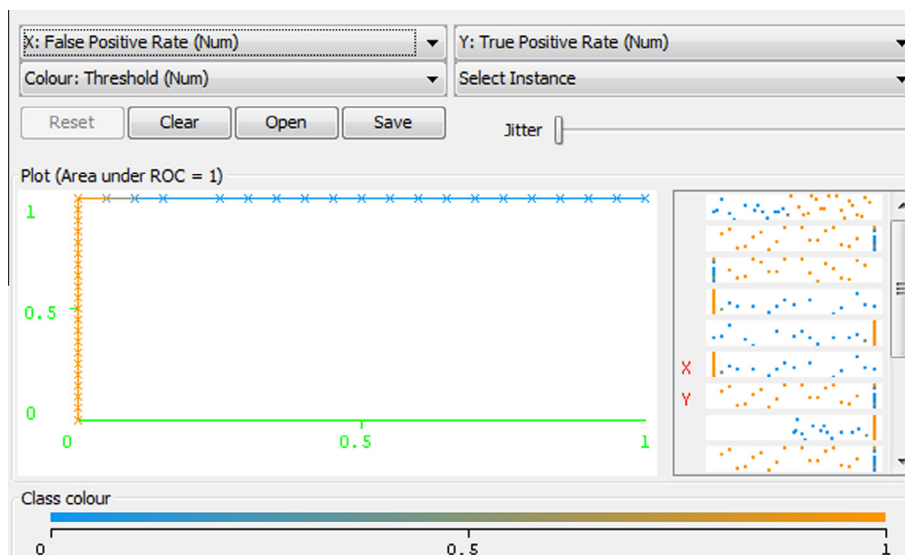 X: False Positive Rate (Num)
Y: True Positive Rate (Num)
Colour: Threshold (Num)
Select Instance
Reset
Clear
Open
Save
Jitter
Plot (Area under ROC = 1)
1
0.5
0
0
0.5
1
X
Y
Class colour
0
0.5
1